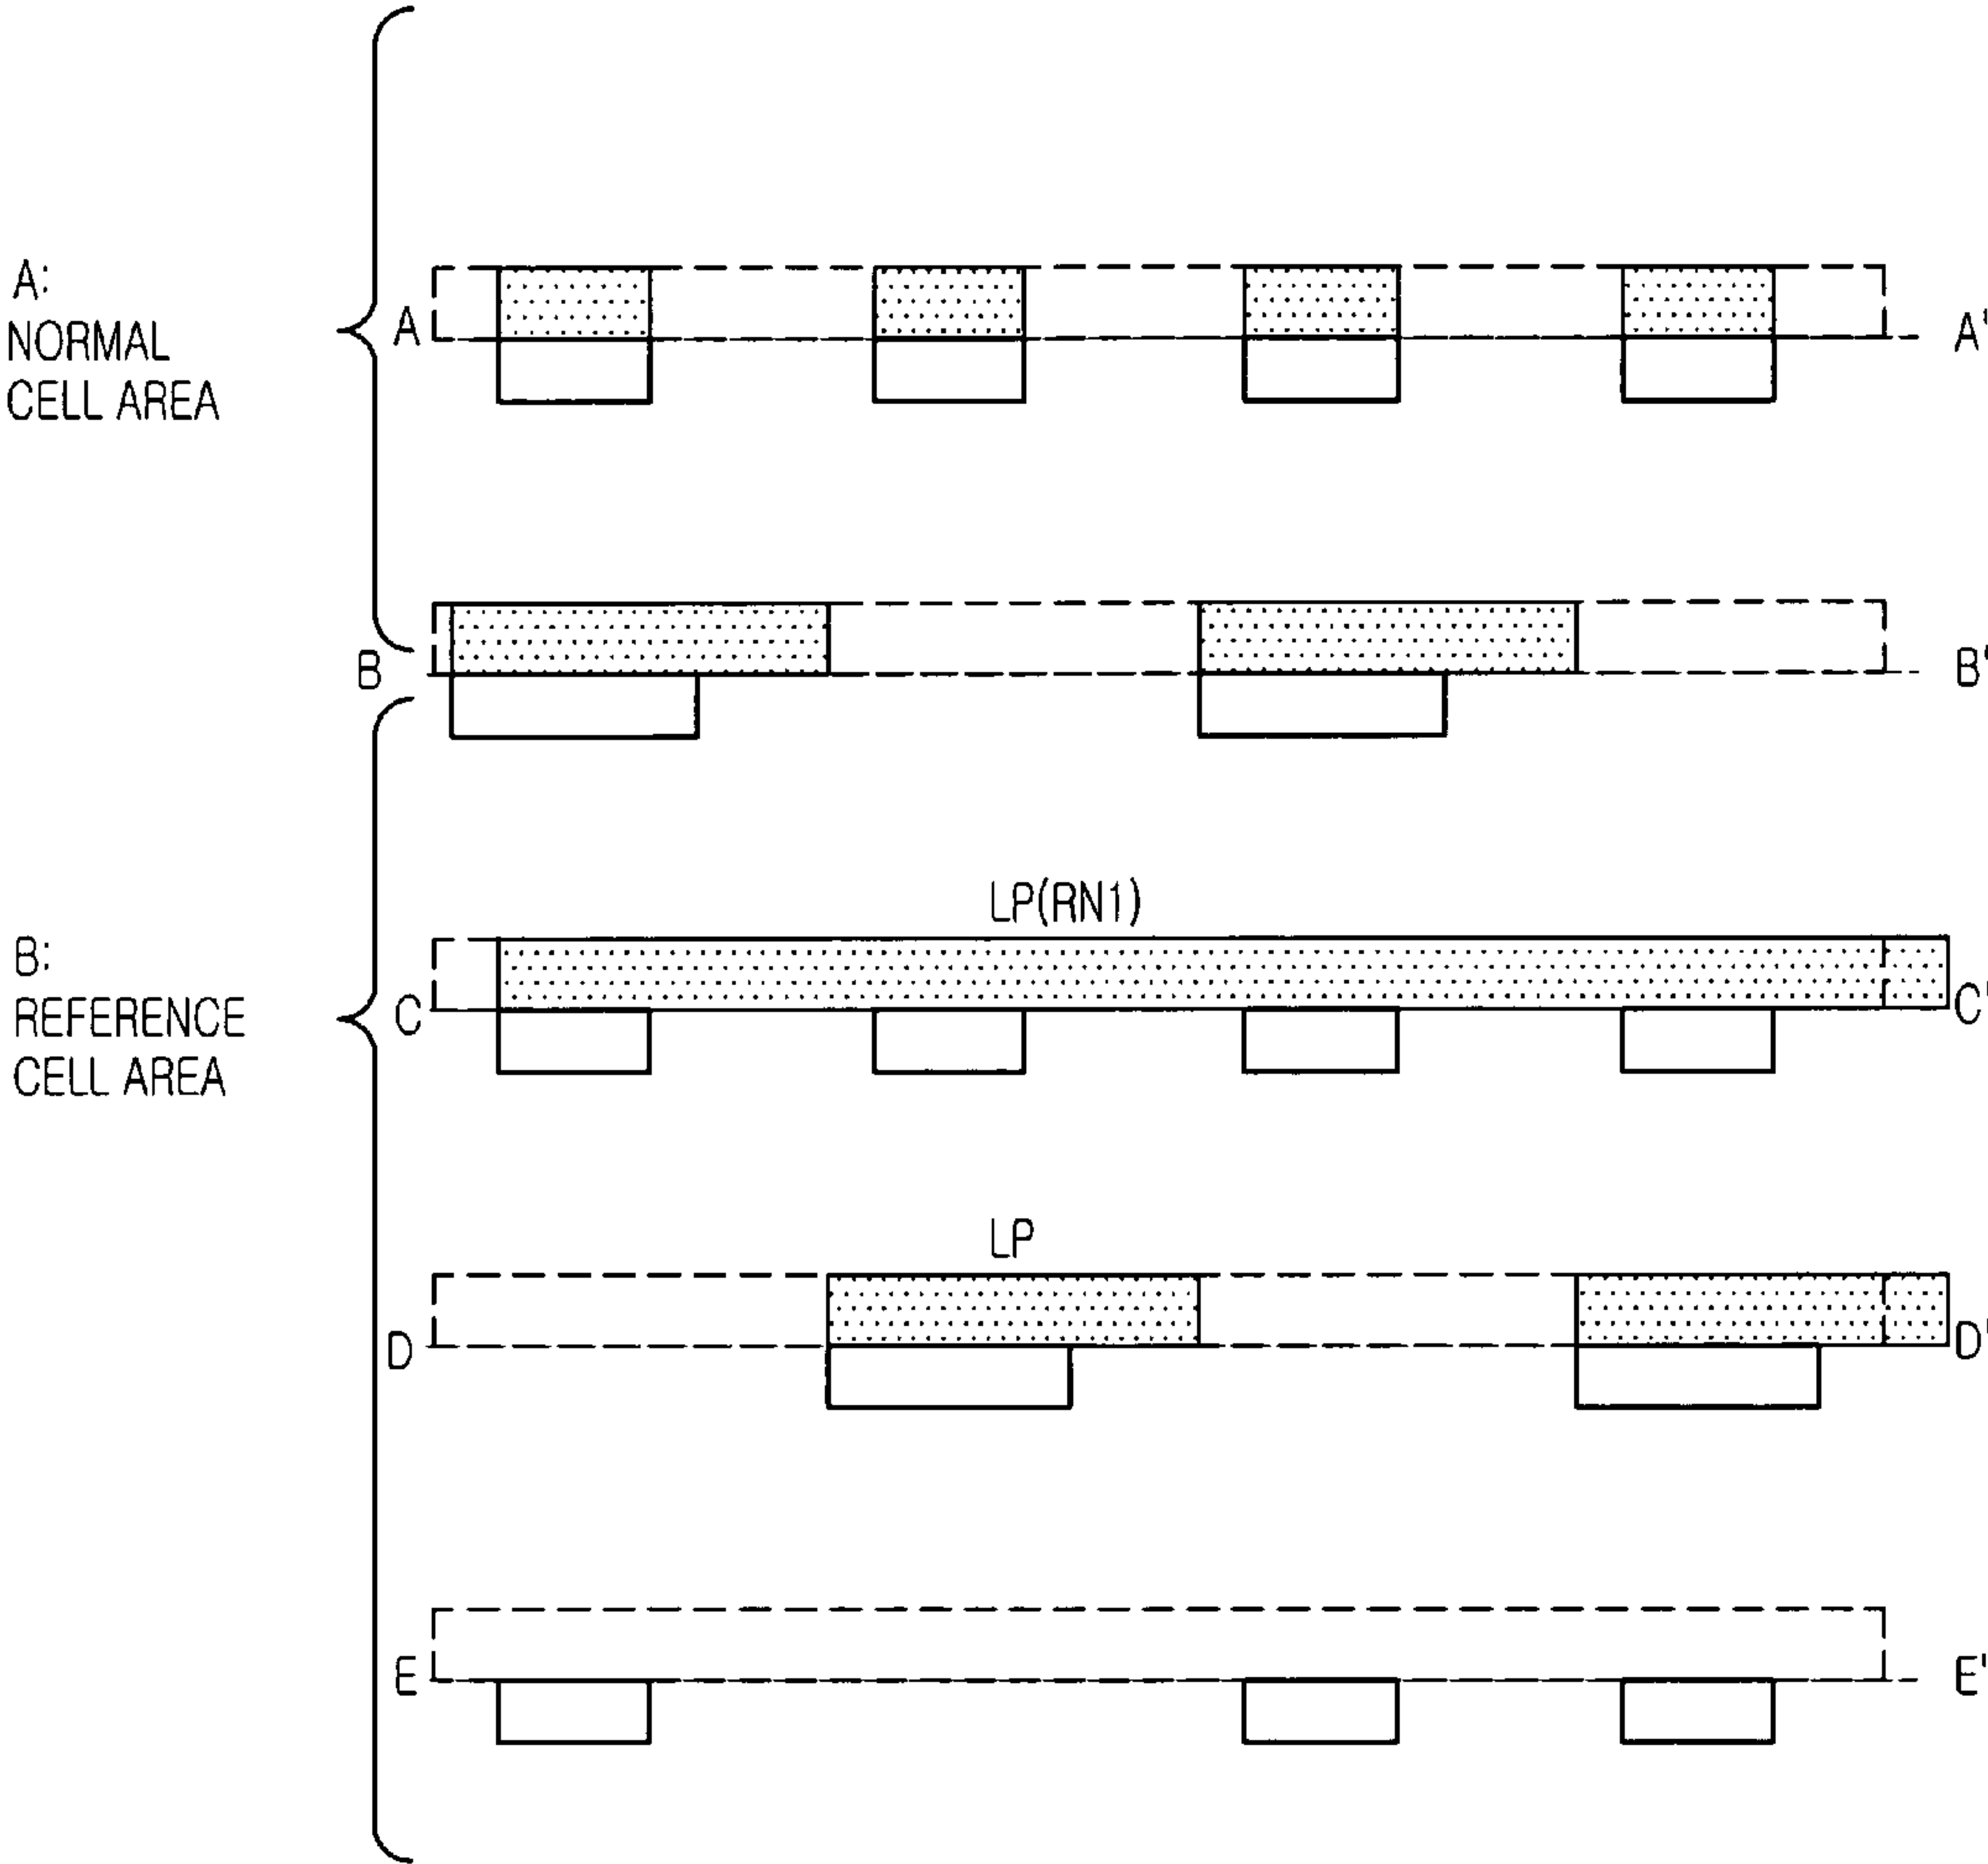 A:
NORMAL
CELL AREA
A A'
B B'
LP(RN1)
B:
REFERENCE
CELL AREA
C C'
LP
D D'
E E'